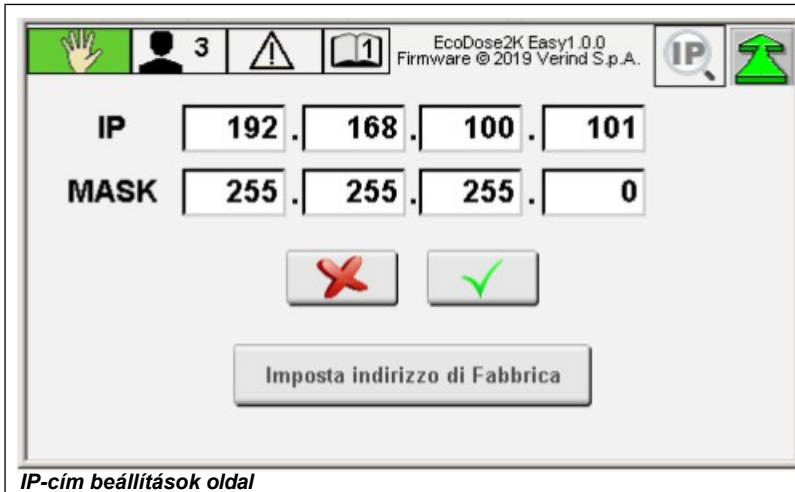 3 1 EcoDose2K Easy1.0.0
Firmware © 2019 Verind S.p.A. IP
IP 192 . 168 . 100 . 101
MASK 255 . 255 . 255 . 0
Imposta indirizzo di Fabbrica
IP-cím beállítások oldal